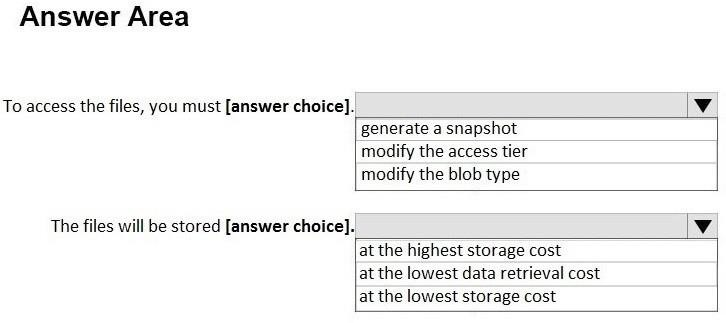 Answer Area
To access the files, you must [answer choice].
generate a snapshot
modify the access tier
modify the blob type
The files will be stored [answer choice].
at the highest storage cost
at the lowest data retrieval cost
at the lowest storage cost